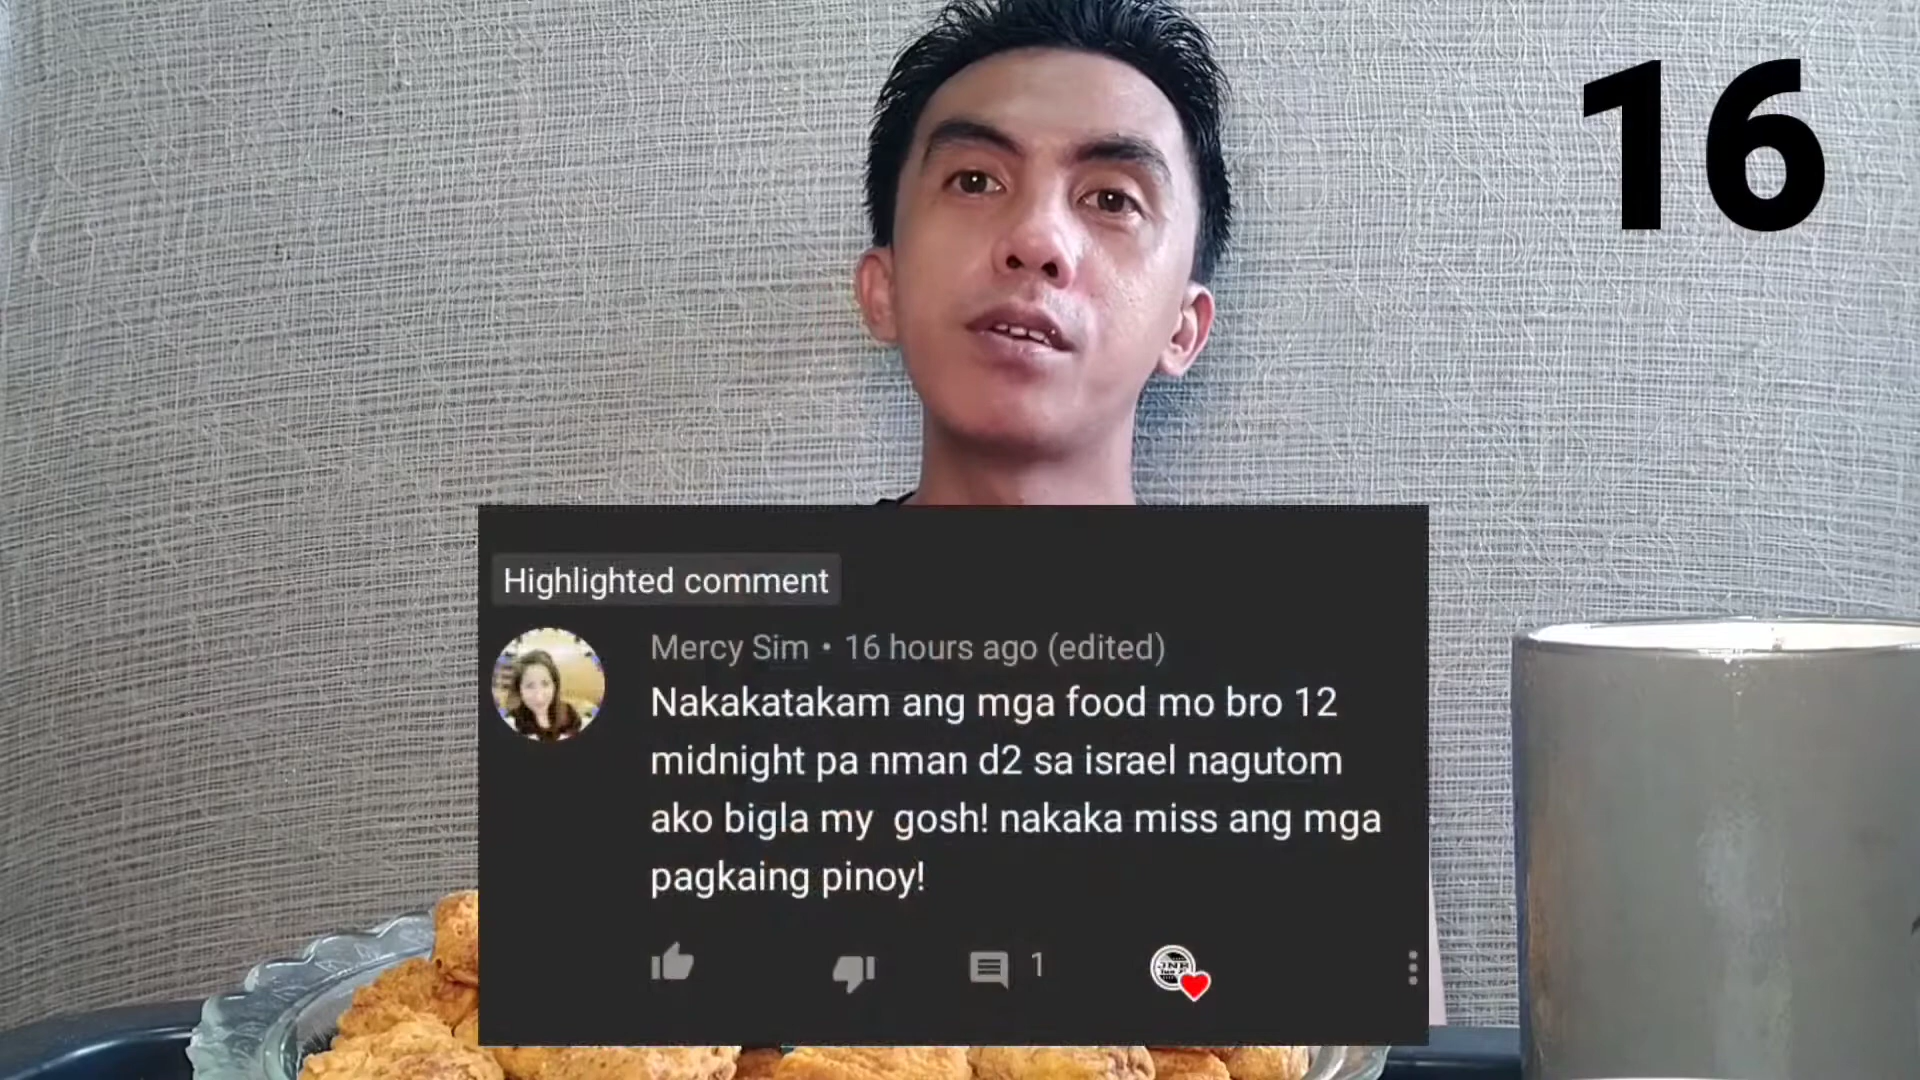 16
Highlighted comment
Mercy Sim • 16 hours ago (edited)
Nakakatakam ang mga food mo bro 12
midnight pa nman d2 sa israel nagutom
ako bigla my  gosh! nakaka miss ang mga
pagkaing pinoy!
1